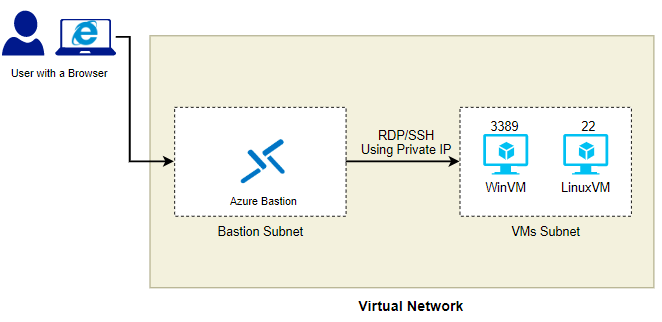 User with a Browser
RDP/SSH
Using Private IP
3389
22
WinVM
LinuxVM
Azure Bastion
Bastion Subnet
VMs Subnet
Virtual Network